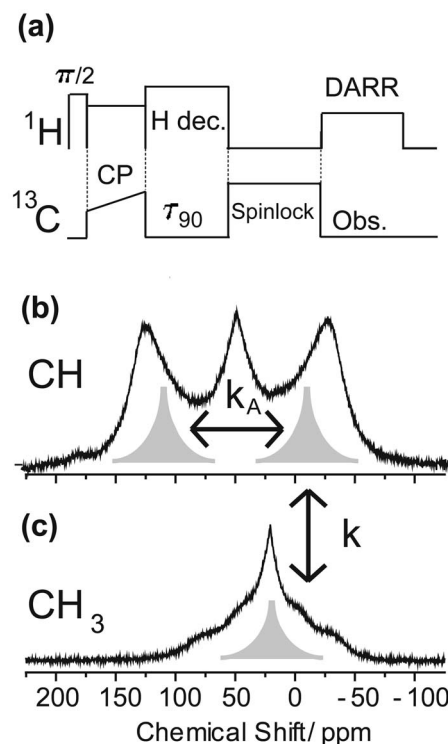 (a)
π/2
DARR
¹H
H dec.
CP
¹³C
τ₉₀
Spinlock
Obs.
(b)
CH
k_A
(c)
k
CH₃
200 150 100 50 0 -50 -100
Chemical Shift/ ppm